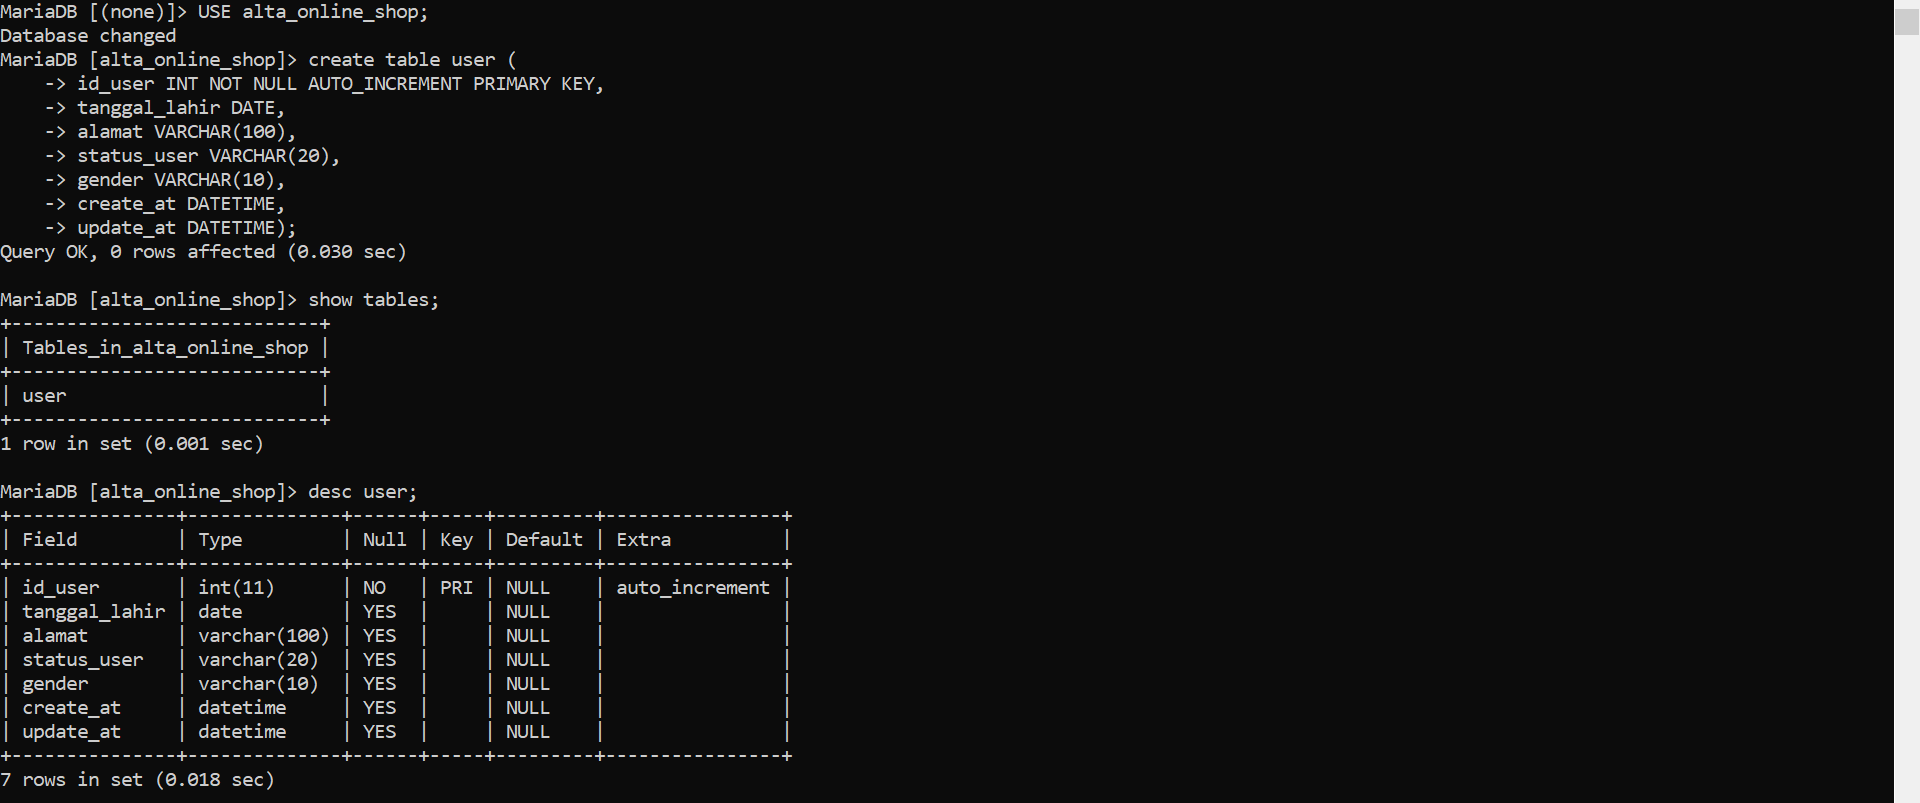 MariaDB [(none)]> USE alta_online_shop;
Database changed
MariaDB [alta_online_shop]> create table user (
    -> id_user INT NOT NULL AUTO_INCREMENT PRIMARY KEY,
    -> tanggal_lahir DATE,
    -> alamat VARCHAR(100),
    -> status_user VARCHAR(20),
    -> gender VARCHAR(10),
    -> create_at DATETIME,
    -> update_at DATETIME);
Query OK, 0 rows affected (0.030 sec)

MariaDB [alta_online_shop]> show tables;
+----------------------------+
| Tables_in_alta_online_shop |
+----------------------------+
| user                       |
+----------------------------+
1 row in set (0.001 sec)

MariaDB [alta_online_shop]> desc user;
+---------------+--------------+------+-----+---------+----------------+
| Field         | Type         | Null | Key | Default | Extra          |
+---------------+--------------+------+-----+---------+----------------+
| id_user       | int(11)      | NO   | PRI | NULL    | auto_increment |
| tanggal_lahir | date         | YES  |     | NULL    |                |
| alamat        | varchar(100) | YES  |     | NULL    |                |
| status_user   | varchar(20)  | YES  |     | NULL    |                |
| gender        | varchar(10)  | YES  |     | NULL    |                |
| create_at     | datetime     | YES  |     | NULL    |                |
| update_at     | datetime     | YES  |     | NULL    |                |
+---------------+--------------+------+-----+---------+----------------+
7 rows in set (0.018 sec)